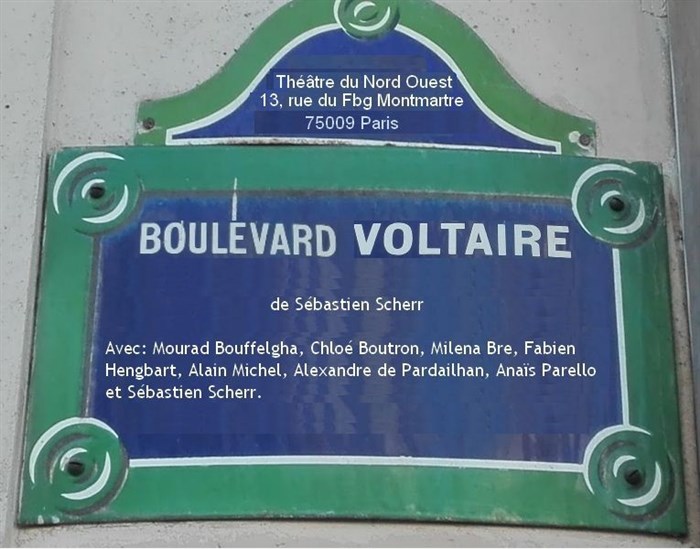 Théâtre du Nord Ouest
13, rue du Fbg Montmartre
75009 Paris
BOULEVARD VOLTAIRE
de Sébastien Scherr
Avec: Mourad Bouffelgha, Chloé Boutron, Milena Bre, Fabien
Hengbart, Alain Michel, Alexandre de Pardailhan, Anaïs Parello
et Sébastien Scherr.